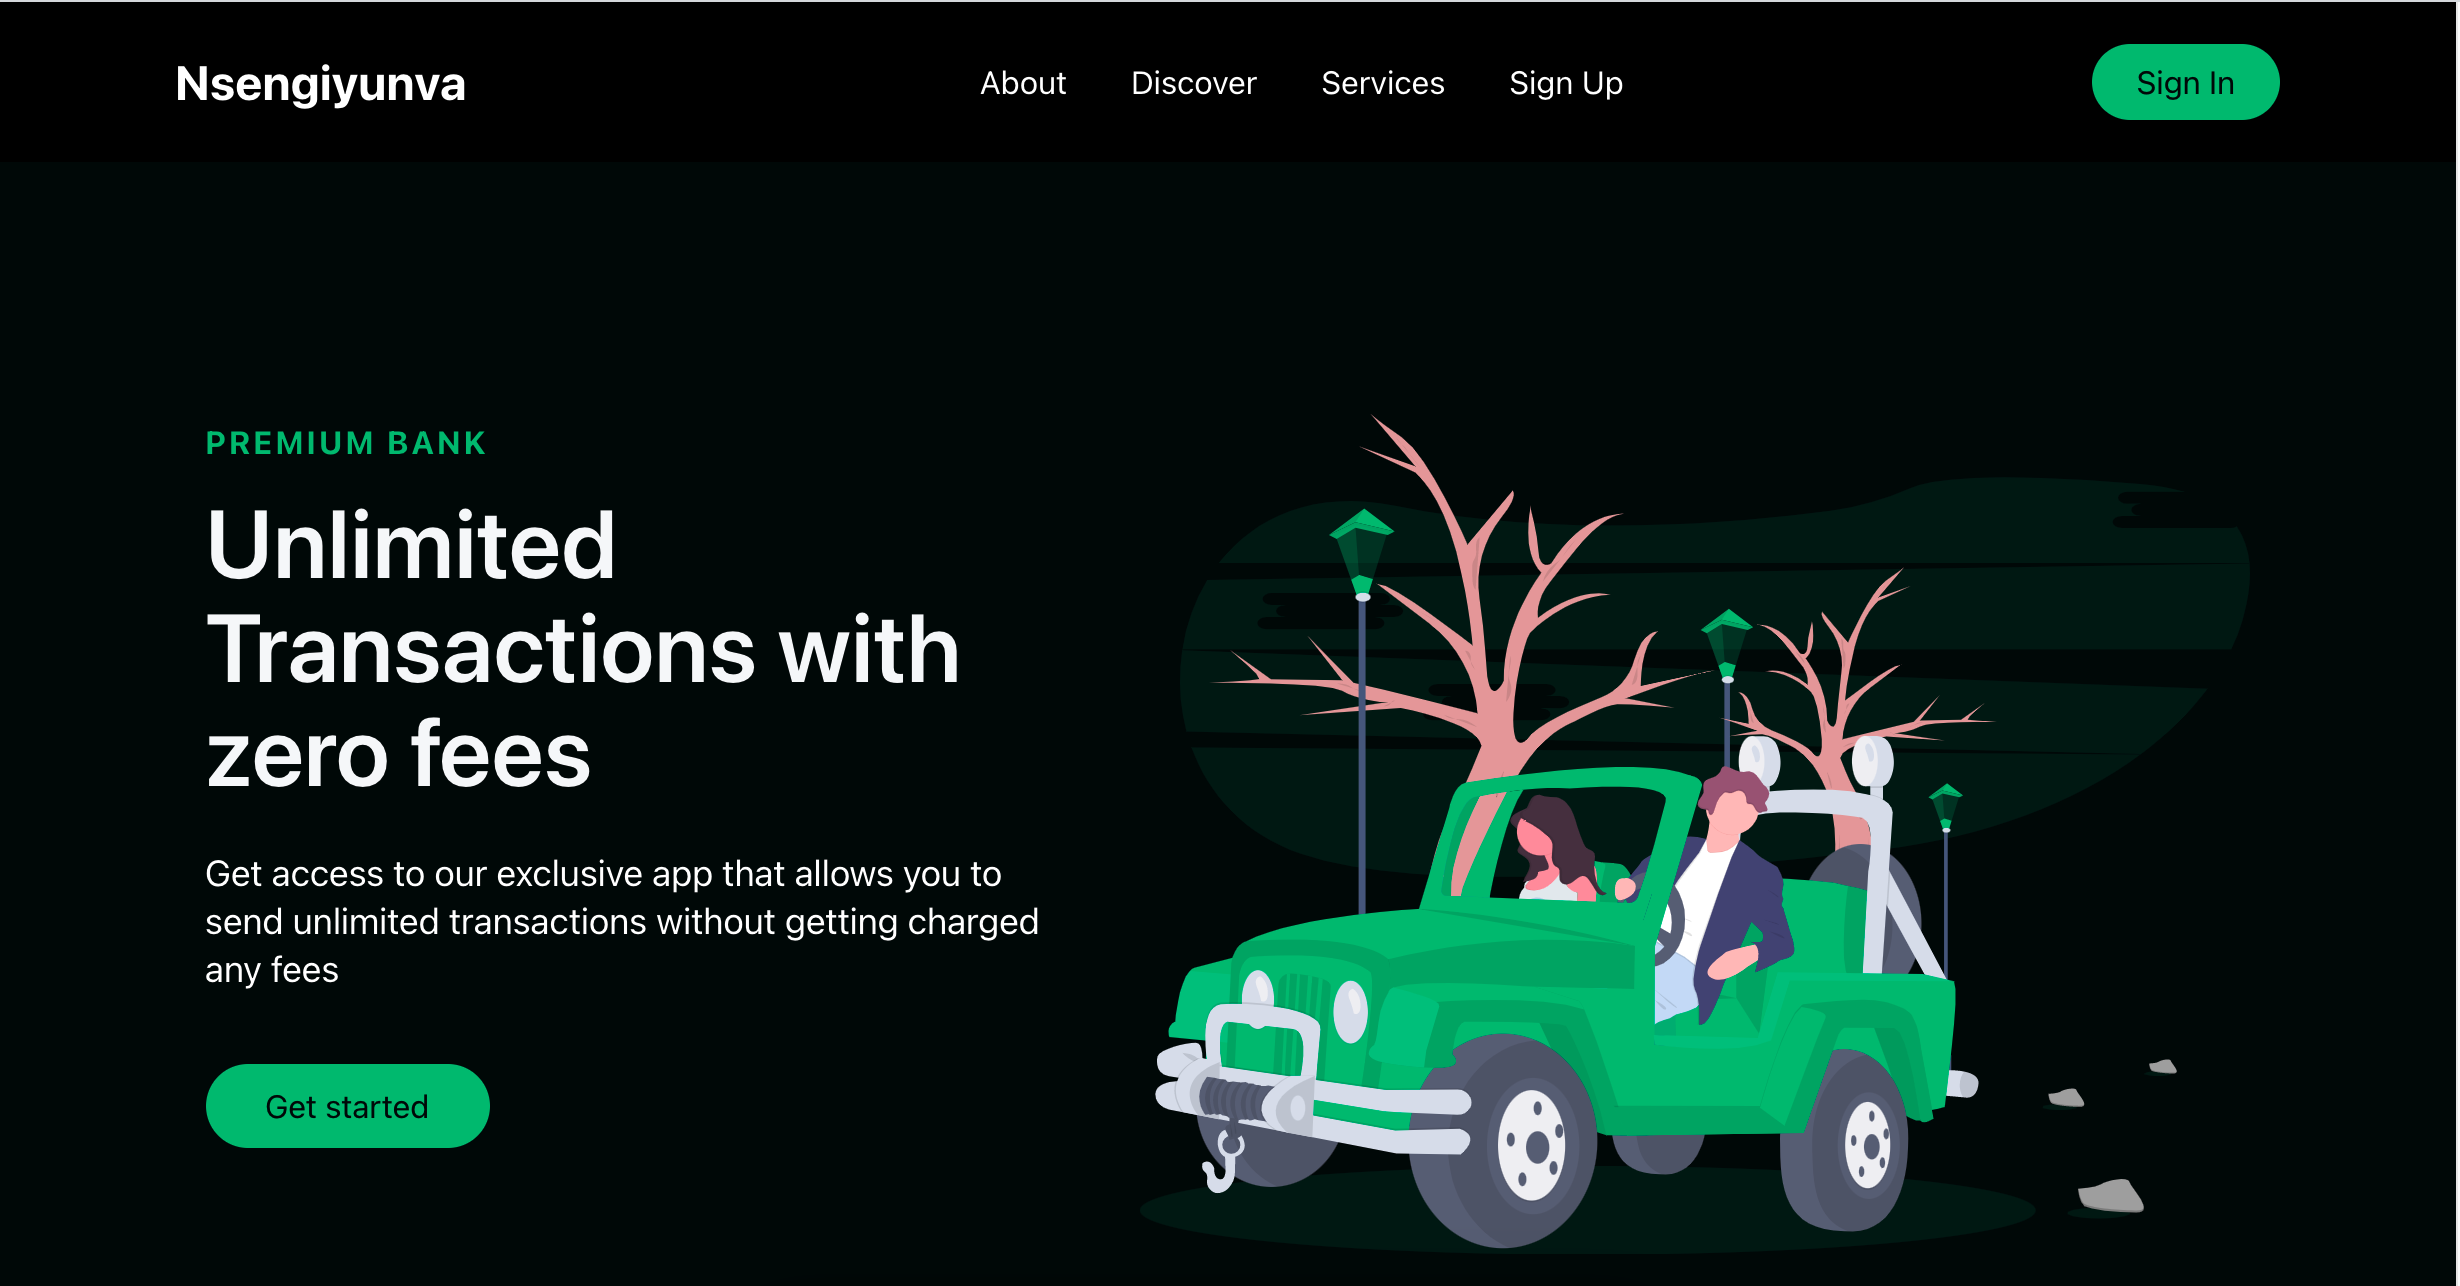 Nsengiyunva
About
Discover
Services
Sign Up
Sign In
PREMIUM BANK
Unlimited
Transactions with
zero fees
Get access to our exclusive app that allows you to
send unlimited transactions without getting charged
any fees
Get started